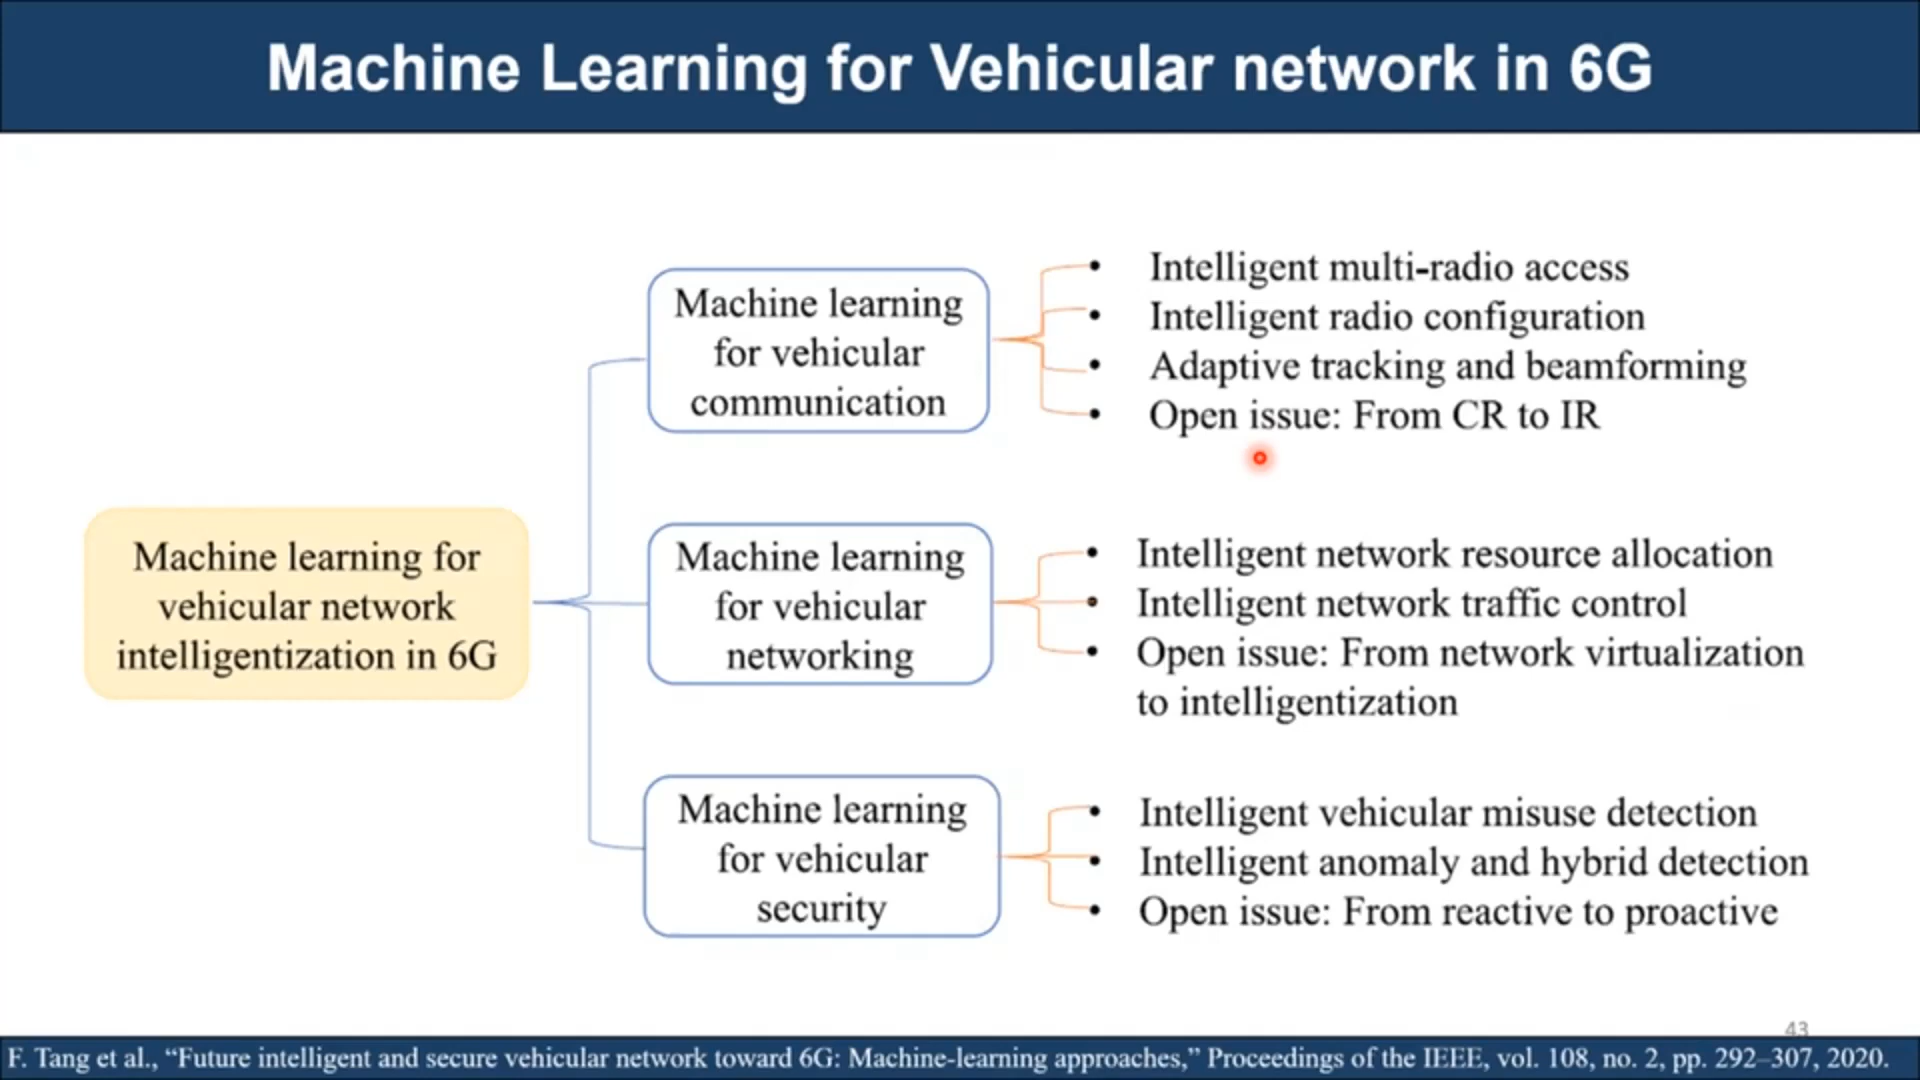 Machine Learning for Vehicular network in 6G
Machine learning for
vehicular network
intelligentization in 6G
Machine learning
for vehicular
communication
• Intelligent multi-radio access
• Intelligent radio configuration
• Adaptive tracking and beamforming
• Open issue: From CR to IR
Machine learning
for vehicular
networking
• Intelligent network resource allocation
• Intelligent network traffic control
• Open issue: From network virtualization
to intelligentization
Machine learning
for vehicular
security
• Intelligent vehicular misuse detection
• Intelligent anomaly and hybrid detection
• Open issue: From reactive to proactive
43
F. Tang et al., “Future intelligent and secure vehicular network toward 6G: Machine-learning approaches,” Proceedings of the IEEE, vol. 108, no. 2, pp. 292–307, 2020.